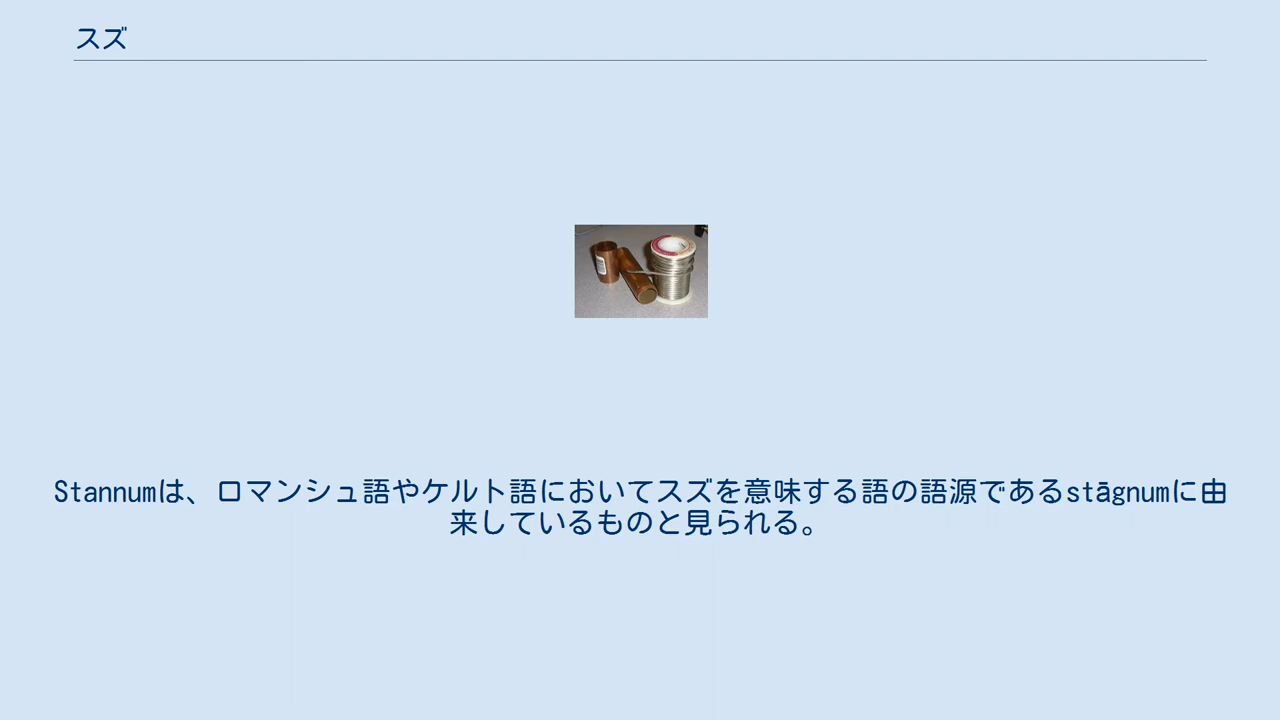 スズ
Stannumは、ロマンシュ語やケルト語においてスズを意味する語の語源であるstāgnumに由
来しているものと見られる。